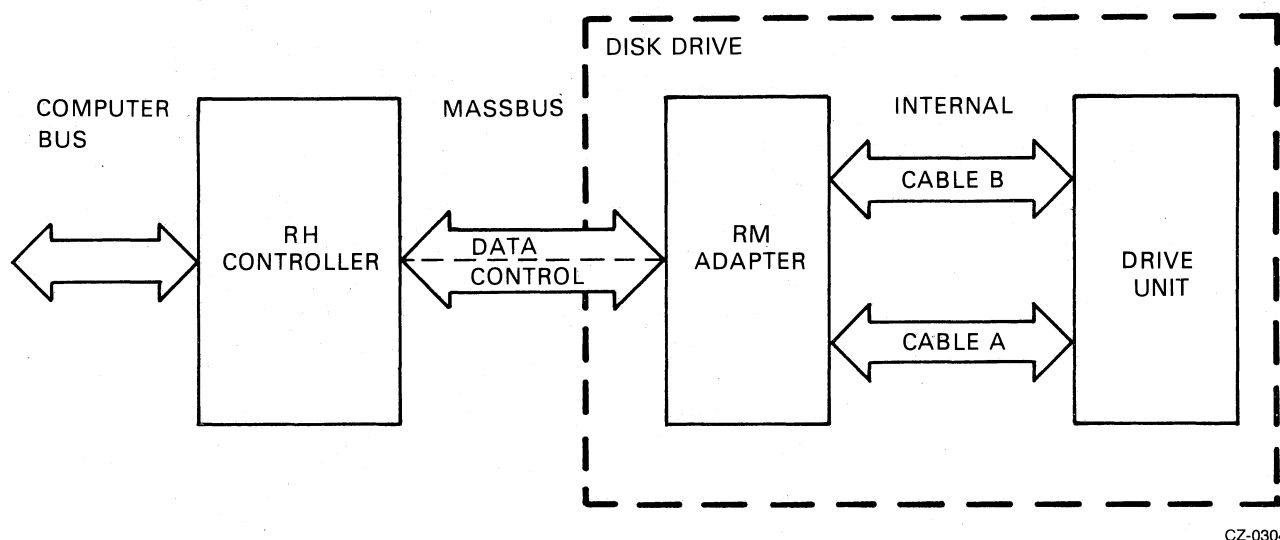 DISK DRIVE
COMPUTER
BUS
MASSBUS
INTERNAL
RH
CONTROLLER
DATA
CONTROL
RM
ADAPTER
CABLE B
CABLE A
DRIVE
UNIT